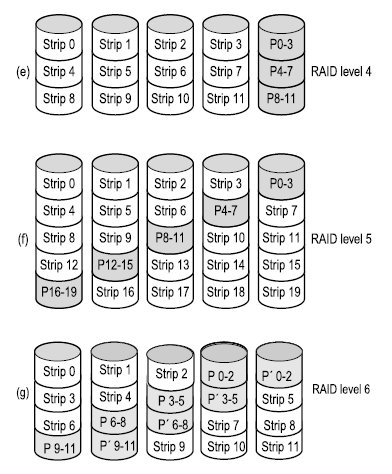 Strip 0 Strip 1 Strip 2 Strip 3 P0-3
(e) Strip 4 Strip 5 Strip 6 Strip 7 P4-7 RAID level 4
Strip 8 Strip 9 Strip 10 Strip 11 P8-11
Strip 0 Strip 1 Strip 2 Strip 3 P0-3
Strip 4 Strip 5 Strip 6 P4-7 Strip 7
(f) Strip 8 Strip 9 P8-11 Strip 10 Strip 11 RAID level 5
Strip 12 P12-15 Strip 13 Strip 14 Strip 15
P16-19 Strip 16 Strip 17 Strip 18 Strip 19
Strip 0 Strip 1 Strip 2 P 0-2 P´ 0-2
(g) Strip 3 Strip 4 P 3-5 P´ 3-5 Strip 5 RAID level 6
Strip 6 P 6-8 P´ 6-8 Strip 7 Strip 8
P 9-11 P´ 9-11 Strip 9 Strip 10 Strip 11